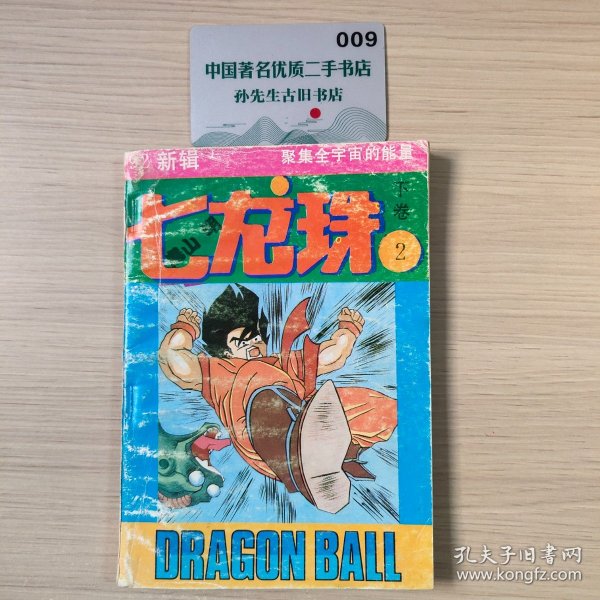 009
中国著名优质二手书店
孙先生古旧书店
新辑
聚集全宇宙的能量
七龙珠
下卷
2
山明
DRAGON BALL
孔夫子旧书网
www.kongfz.com